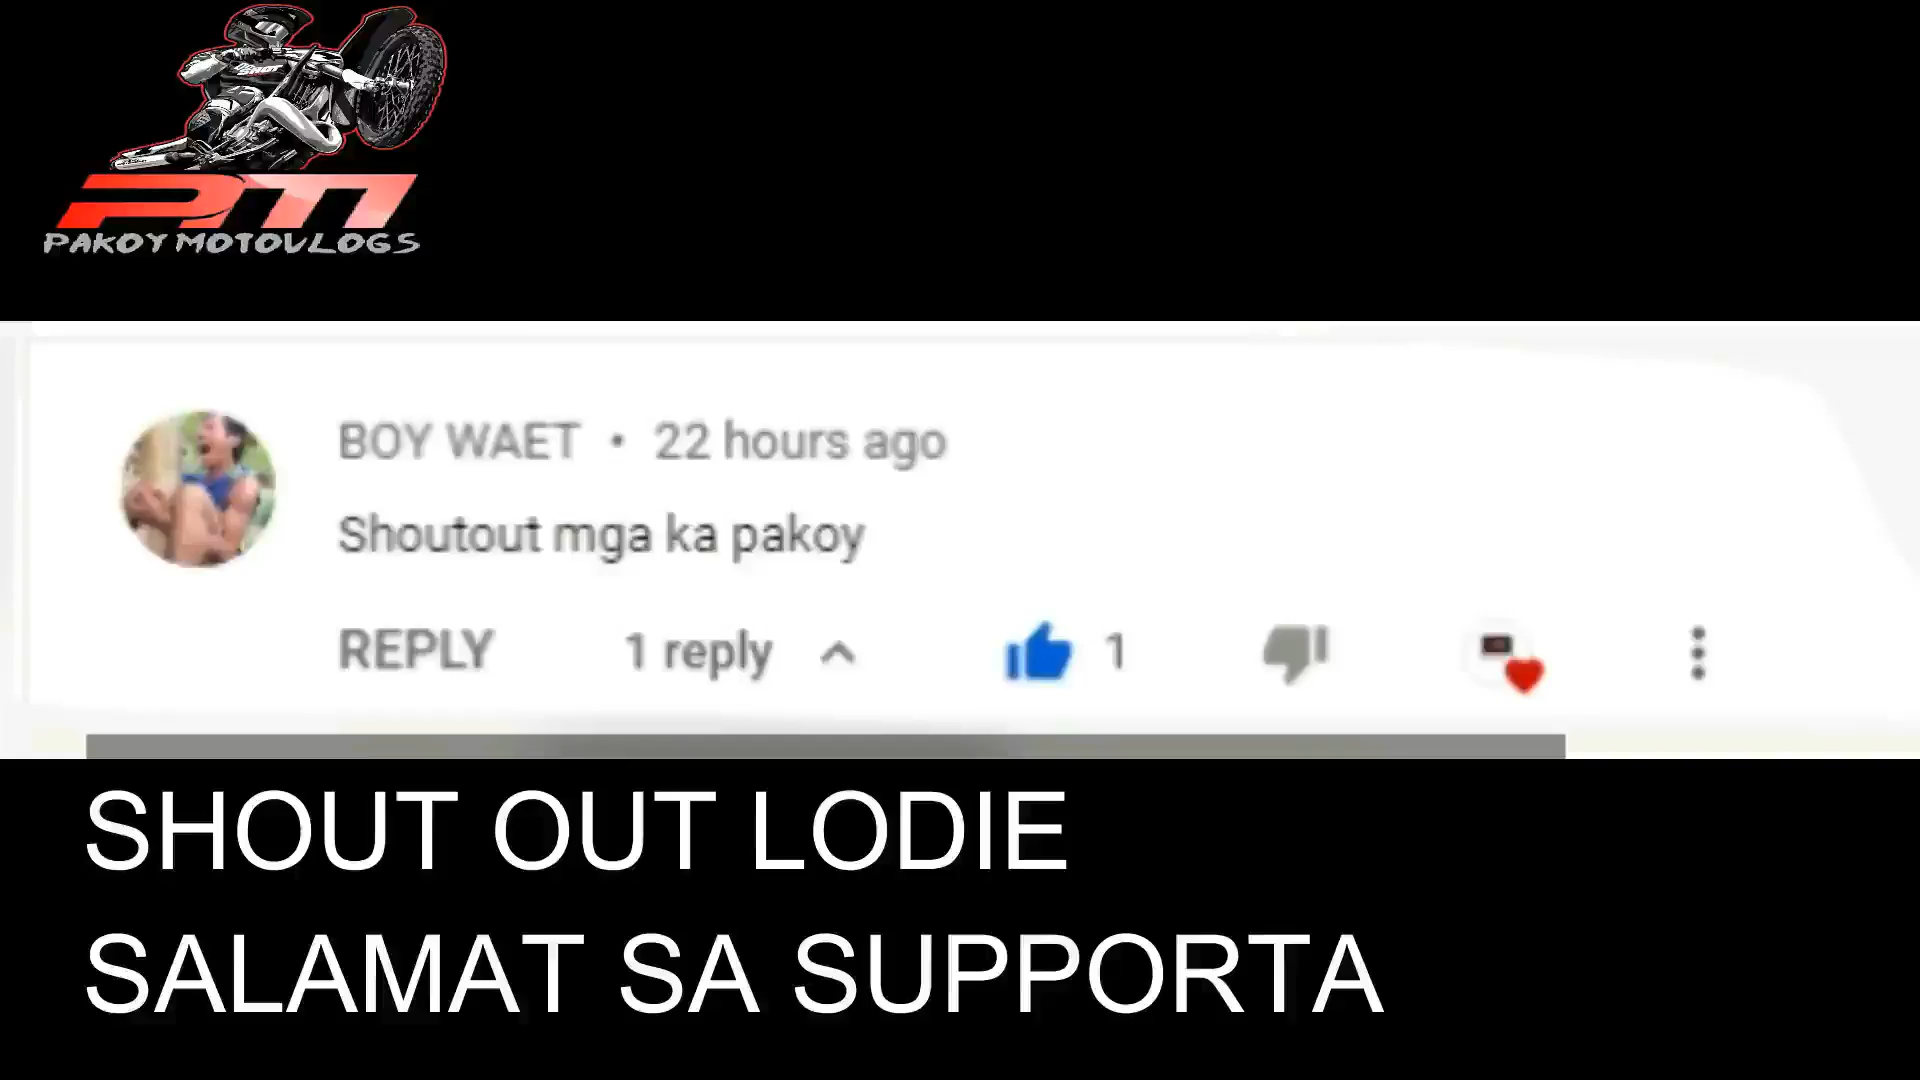 PM
PAKOY MOTOVLOGS
BOY WAET • 22 hours ago
Shoutout mga ka pakoy
REPLY 1 reply 1
SHOUT OUT LODIE
SALAMAT SA SUPPORTA